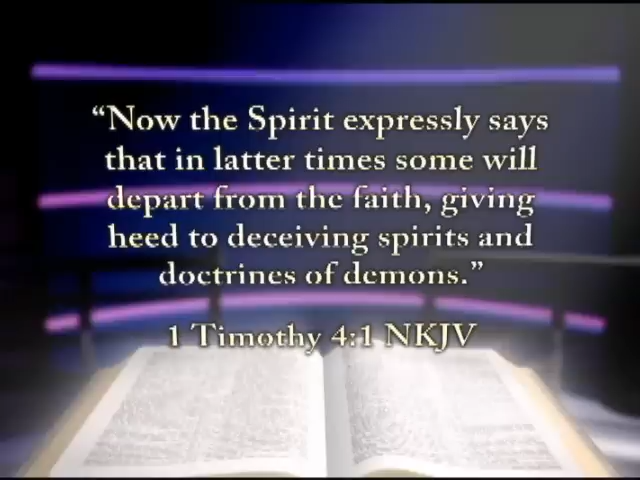 “Now the Spirit expressly says
that in latter times some will
depart from the faith, giving
heed to deceiving spirits and
doctrines of demons.”
1 Timothy 4:1 NKJV